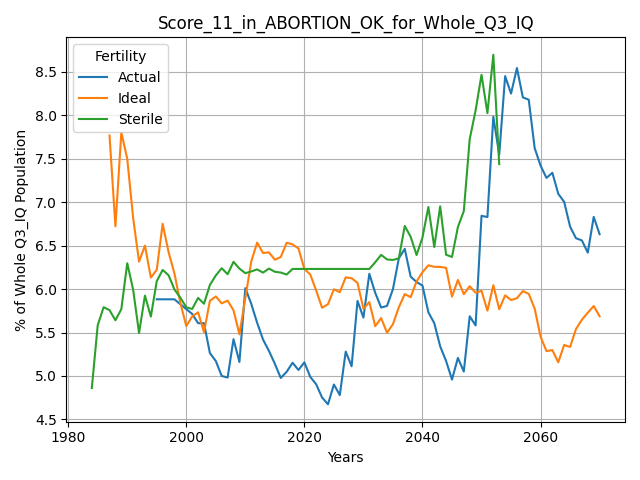 Score_11_in_ABORTION_OK_for_Whole_Q3_IQ
Fertility
Actual
Ideal
Sterile
% of Whole Q3_IQ Population
8.5
8.0
7.5
7.0
6.5
6.0
5.5
5.0
4.5
1980
2000
2020
2040
2060
Years